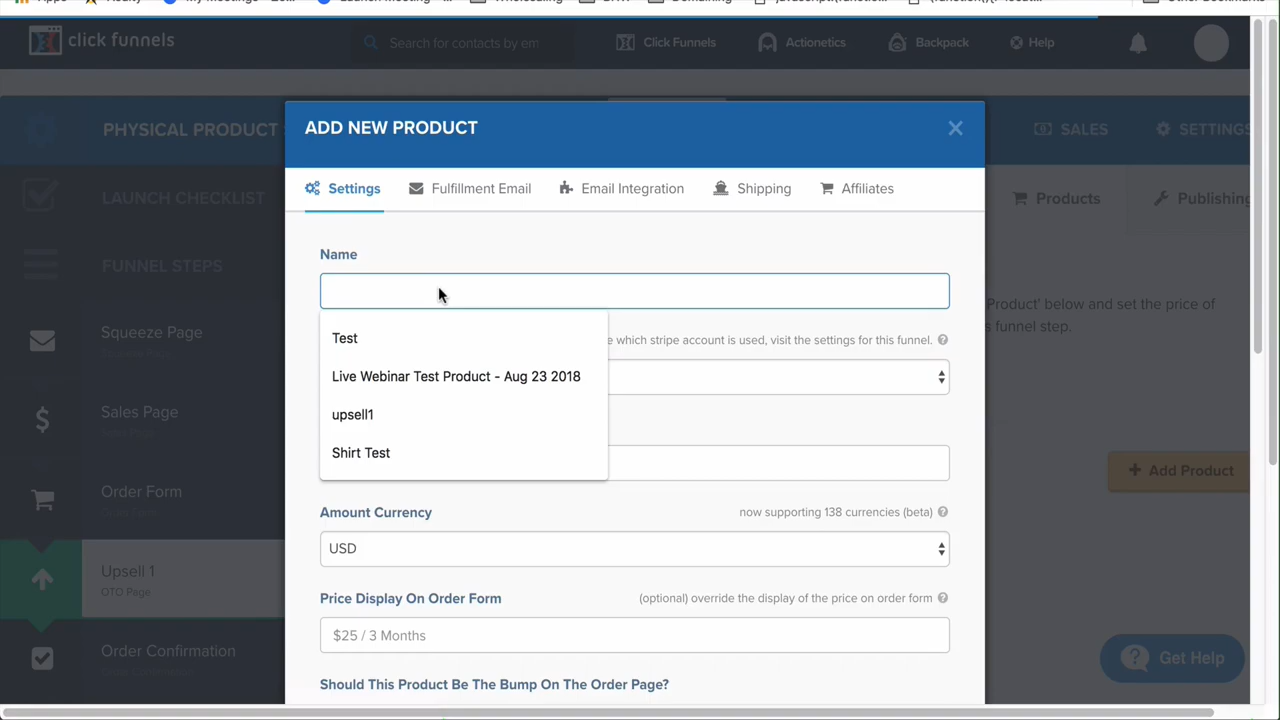 click funnels
Search for contacts by em
Click Funnels
Actionetics
Backpack
Help
PHYSICAL PRODUCT
SALES
SETTINGS
ADD NEW PRODUCT
Settings
Fulfillment Email
Email Integration
Shipping
Affiliates
LAUNCH CHECKLIST
Products
Publishing
Name
FUNNEL STEPS
Product' below and set the price of
s funnel step.
Squeeze Page
Test
e which stripe account is used, visit the settings for this funnel.
Live Webinar Test Product - Aug 23 2018
Sales Page
upsell1
Shirt Test
Add Product
Order Form
Order Form
Amount Currency
now supporting 138 currencies (beta)
USD
Upsell 1
OTO Page
Price Display On Order Form
(optional) override the display of the price on order form
$25 / 3 Months
Order Confirmation
Get Help
Should This Product Be The Bump On The Order Page?